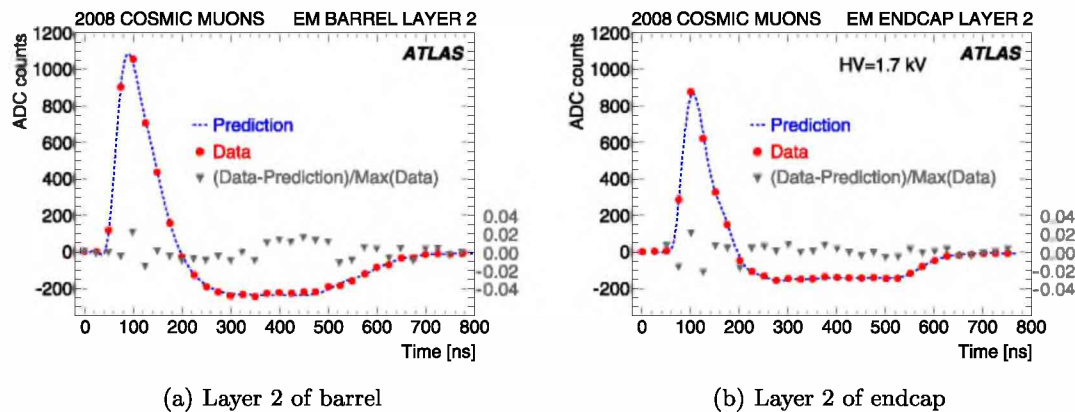 2008 COSMIC MUONS EM BARREL LAYER 2
ADC counts
1200
1000
800
600
400
200
0
-200
ATLAS
Prediction
Data
(Data-Prediction)/Max(Data)
0.04
0.02
0.00
-0.02
-0.04
0 100 200 300 400 500 600 700 800
Time [ns]
(a) Layer 2 of barrel
2008 COSMIC MUONS EM ENDCAP LAYER 2
ADC counts
1200
1000
800
600
400
200
0
-200
ATLAS
HV=1.7 kV
Prediction
Data
(Data-Prediction)/Max(Data)
0.04
0.02
0.00
-0.02
-0.04
0 100 200 300 400 500 600 700 800
Time [ns]
(b) Layer 2 of endcap